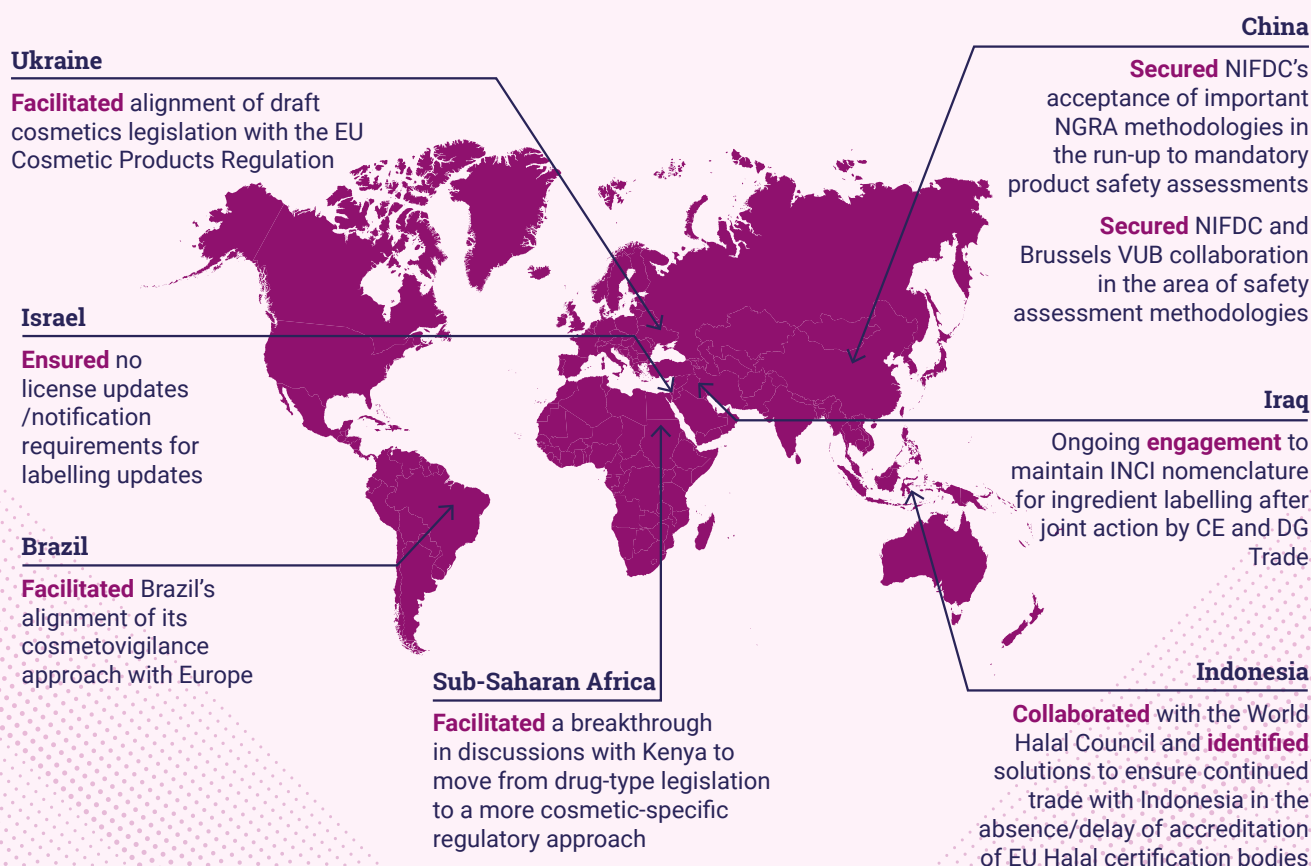 Ukraine
Facilitated alignment of draft
cosmetics legislation with the EU
Cosmetic Products Regulation
China
Secured NIFDC's
acceptance of important
NGRA methodologies in
the run-up to mandatory
product safety assessments
Secured NIFDC and
Brussels VUB collaboration
in the area of safety
assessment methodologies
Israel
Ensured no
license updates
/notification
requirements for
labelling updates
Iraq
Ongoing engagement to
maintain INCI nomenclature
for ingredient labelling after
joint action by CE and DG
Trade
Brazil
Facilitated Brazil's
alignment of its
cosmetovigilance
approach with Europe
Sub-Saharan Africa
Facilitated a breakthrough
in discussions with Kenya to
move from drug-type legislation
to a more cosmetic-specific
regulatory approach
Indonesia
Collaborated with the World
Halal Council and identified
solutions to ensure continued
trade with Indonesia in the
absence/delay of accreditation
of EU Halal certification bodies